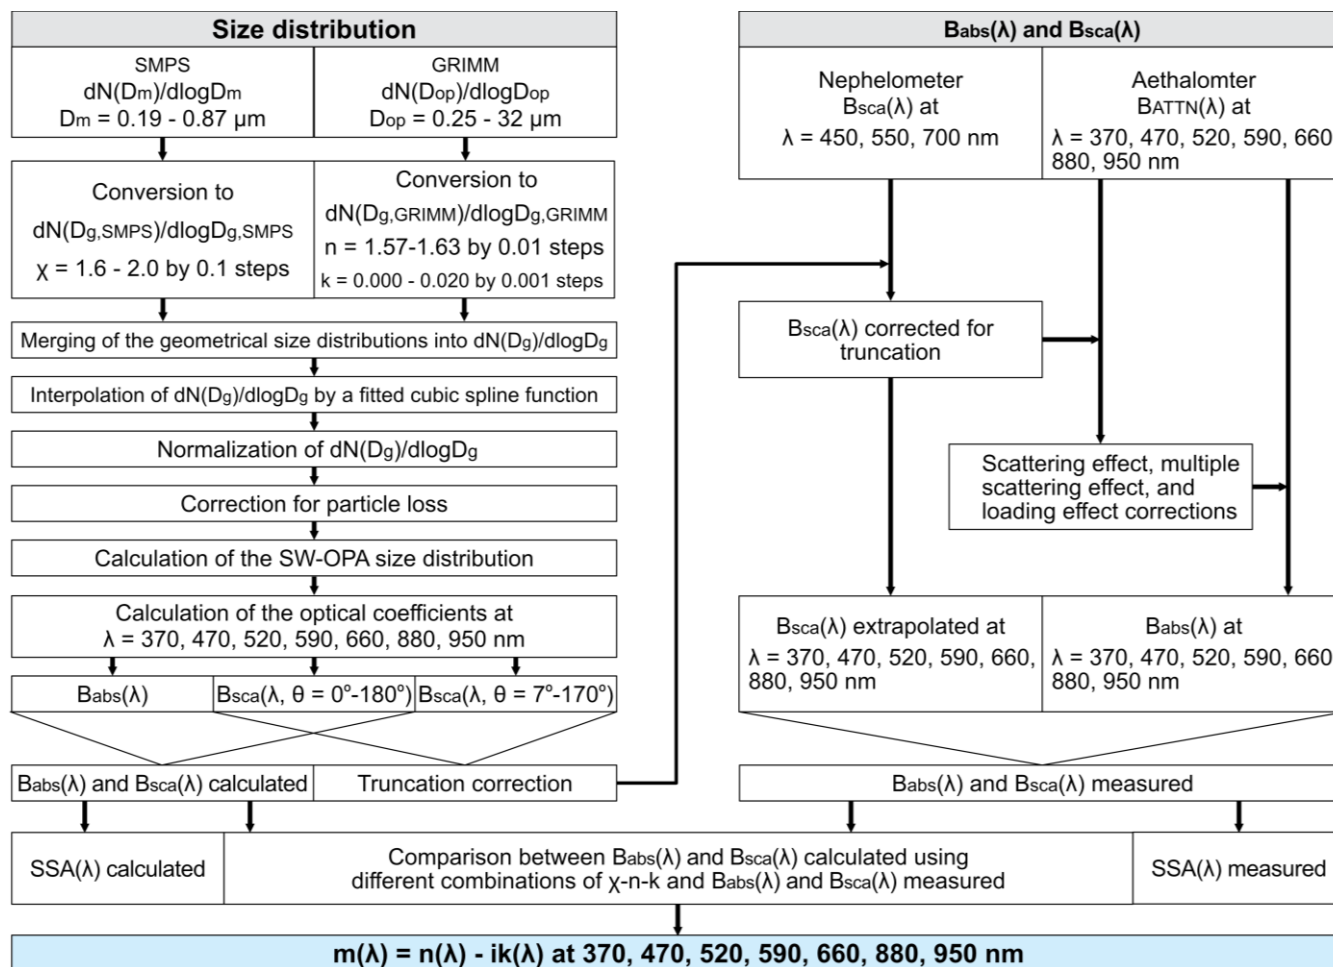 Size distribution
SMPS
dN(Dm)/dlogDm
Dm = 0.19 - 0.87 µm
GRIMM
dN(Dop)/dlogDop
Dop = 0.25 - 32 µm
Conversion to
dN(Dg,SMPS)/dlogDg,SMPS
χ = 1.6 - 2.0 by 0.1 steps
Conversion to
dN(Dg,GRIMM)/dlogDg,GRIMM
n = 1.57-1.63 by 0.01 steps
k = 0.000 - 0.020 by 0.001 steps
Merging of the geometrical size distributions into dN(Dg)/dlogDg
Interpolation of dN(Dg)/dlogDg by a fitted cubic spline function
Normalization of dN(Dg)/dlogDg
Correction for particle loss
Calculation of the SW-OPA size distribution
Calculation of the optical coefficients at
λ = 370, 470, 520, 590, 660, 880, 950 nm
Babs(λ)
Bsca(λ, θ = 0°-180°)
Bsca(λ, θ = 7°-170°)
Babs(λ) and Bsca(λ) calculated
Truncation correction
Babs(λ) and Bsca(λ)
Nephelometer
Bsca(λ) at
λ = 450, 550, 700 nm
Aethalomter
BATTN(λ) at
λ = 370, 470, 520, 590, 660,
880, 950 nm
Bsca(λ) corrected for
truncation
Scattering effect, multiple
scattering effect, and
loading effect corrections
Bsca(λ) extrapolated at
λ = 370, 470, 520, 590, 660,
880, 950 nm
Babs(λ) at
λ = 370, 470, 520, 590, 660,
880, 950 nm
Babs(λ) and Bsca(λ) measured
SSA(λ) calculated
Comparison between Babs(λ) and Bsca(λ) calculated using
different combinations of χ-n-k and Babs(λ) and Bsca(λ) measured
SSA(λ) measured
m(λ) = n(λ) - ik(λ) at 370, 470, 520, 590, 660, 880, 950 nm